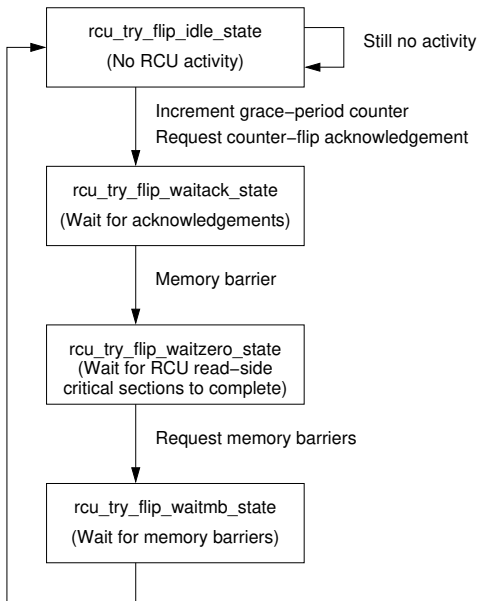 rcu_try_flip_idle_state
(No RCU activity)
Still no activity
Increment grace−period counter
Request counter−flip acknowledgement
rcu_try_flip_waitack_state
(Wait for acknowledgements)
Memory barrier
rcu_try_flip_waitzero_state
(Wait for RCU read−side
critical sections to complete)
Request memory barriers
rcu_try_flip_waitmb_state
(Wait for memory barriers)